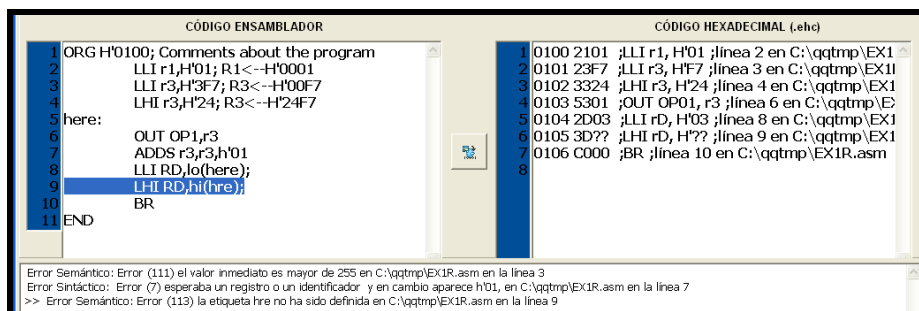 CÓDIGO ENSAMBLADOR
1 ORG H'0100; Comments about the program
2 LLI r1,H'01; R1<--H'0001
3 LLI r3,H'3F7; R3<--H'00F7
4 LHI r3,H'24; R3<--H'24F7
5 here:
6 OUT OP1,r3
7 ADDS r3,r3,h'01
8 LLI RD,lo(here);
9 LHI RD,hi(hre);
10 BR
11 END
CÓDIGO HEXADECIMAL (.ehc)
1 0100 2101 ;LLI r1, H'01 ;línea 2 en C:\qqtmp\EX1
2 0101 23F7 ;LLI r3, H'F7 ;línea 3 en C:\qqtmp\EX1
3 0102 3324 ;LHI r3, H'24 ;línea 4 en C:\qqtmp\EX1
4 0103 5301 ;OUT OP01, r3 ;línea 6 en C:\qqtmp\E
5 0104 2D03 ;LLI rD, H'03 ;línea 8 en C:\qqtmp\EX1
6 0105 3D?? ;LHI rD, H'?? ;línea 9 en C:\qqtmp\EX1
7 0106 C000 ;BR ;línea 10 en C:\qqtmp\EX1R.asm
8
Error Semántico: Error (111) el valor inmediato es mayor de 255 en C:\qqtmp\EX1R.asm en la línea 3
Error Sintáctico: Error (7) esperaba un registro o un identificador y en cambio aparece h'01, en C:\qqtmp\EX1R.asm en la línea 7
>> Error Semántico: Error (113) la etiqueta hre no ha sido definida en C:\qqtmp\EX1R.asm en la línea 9